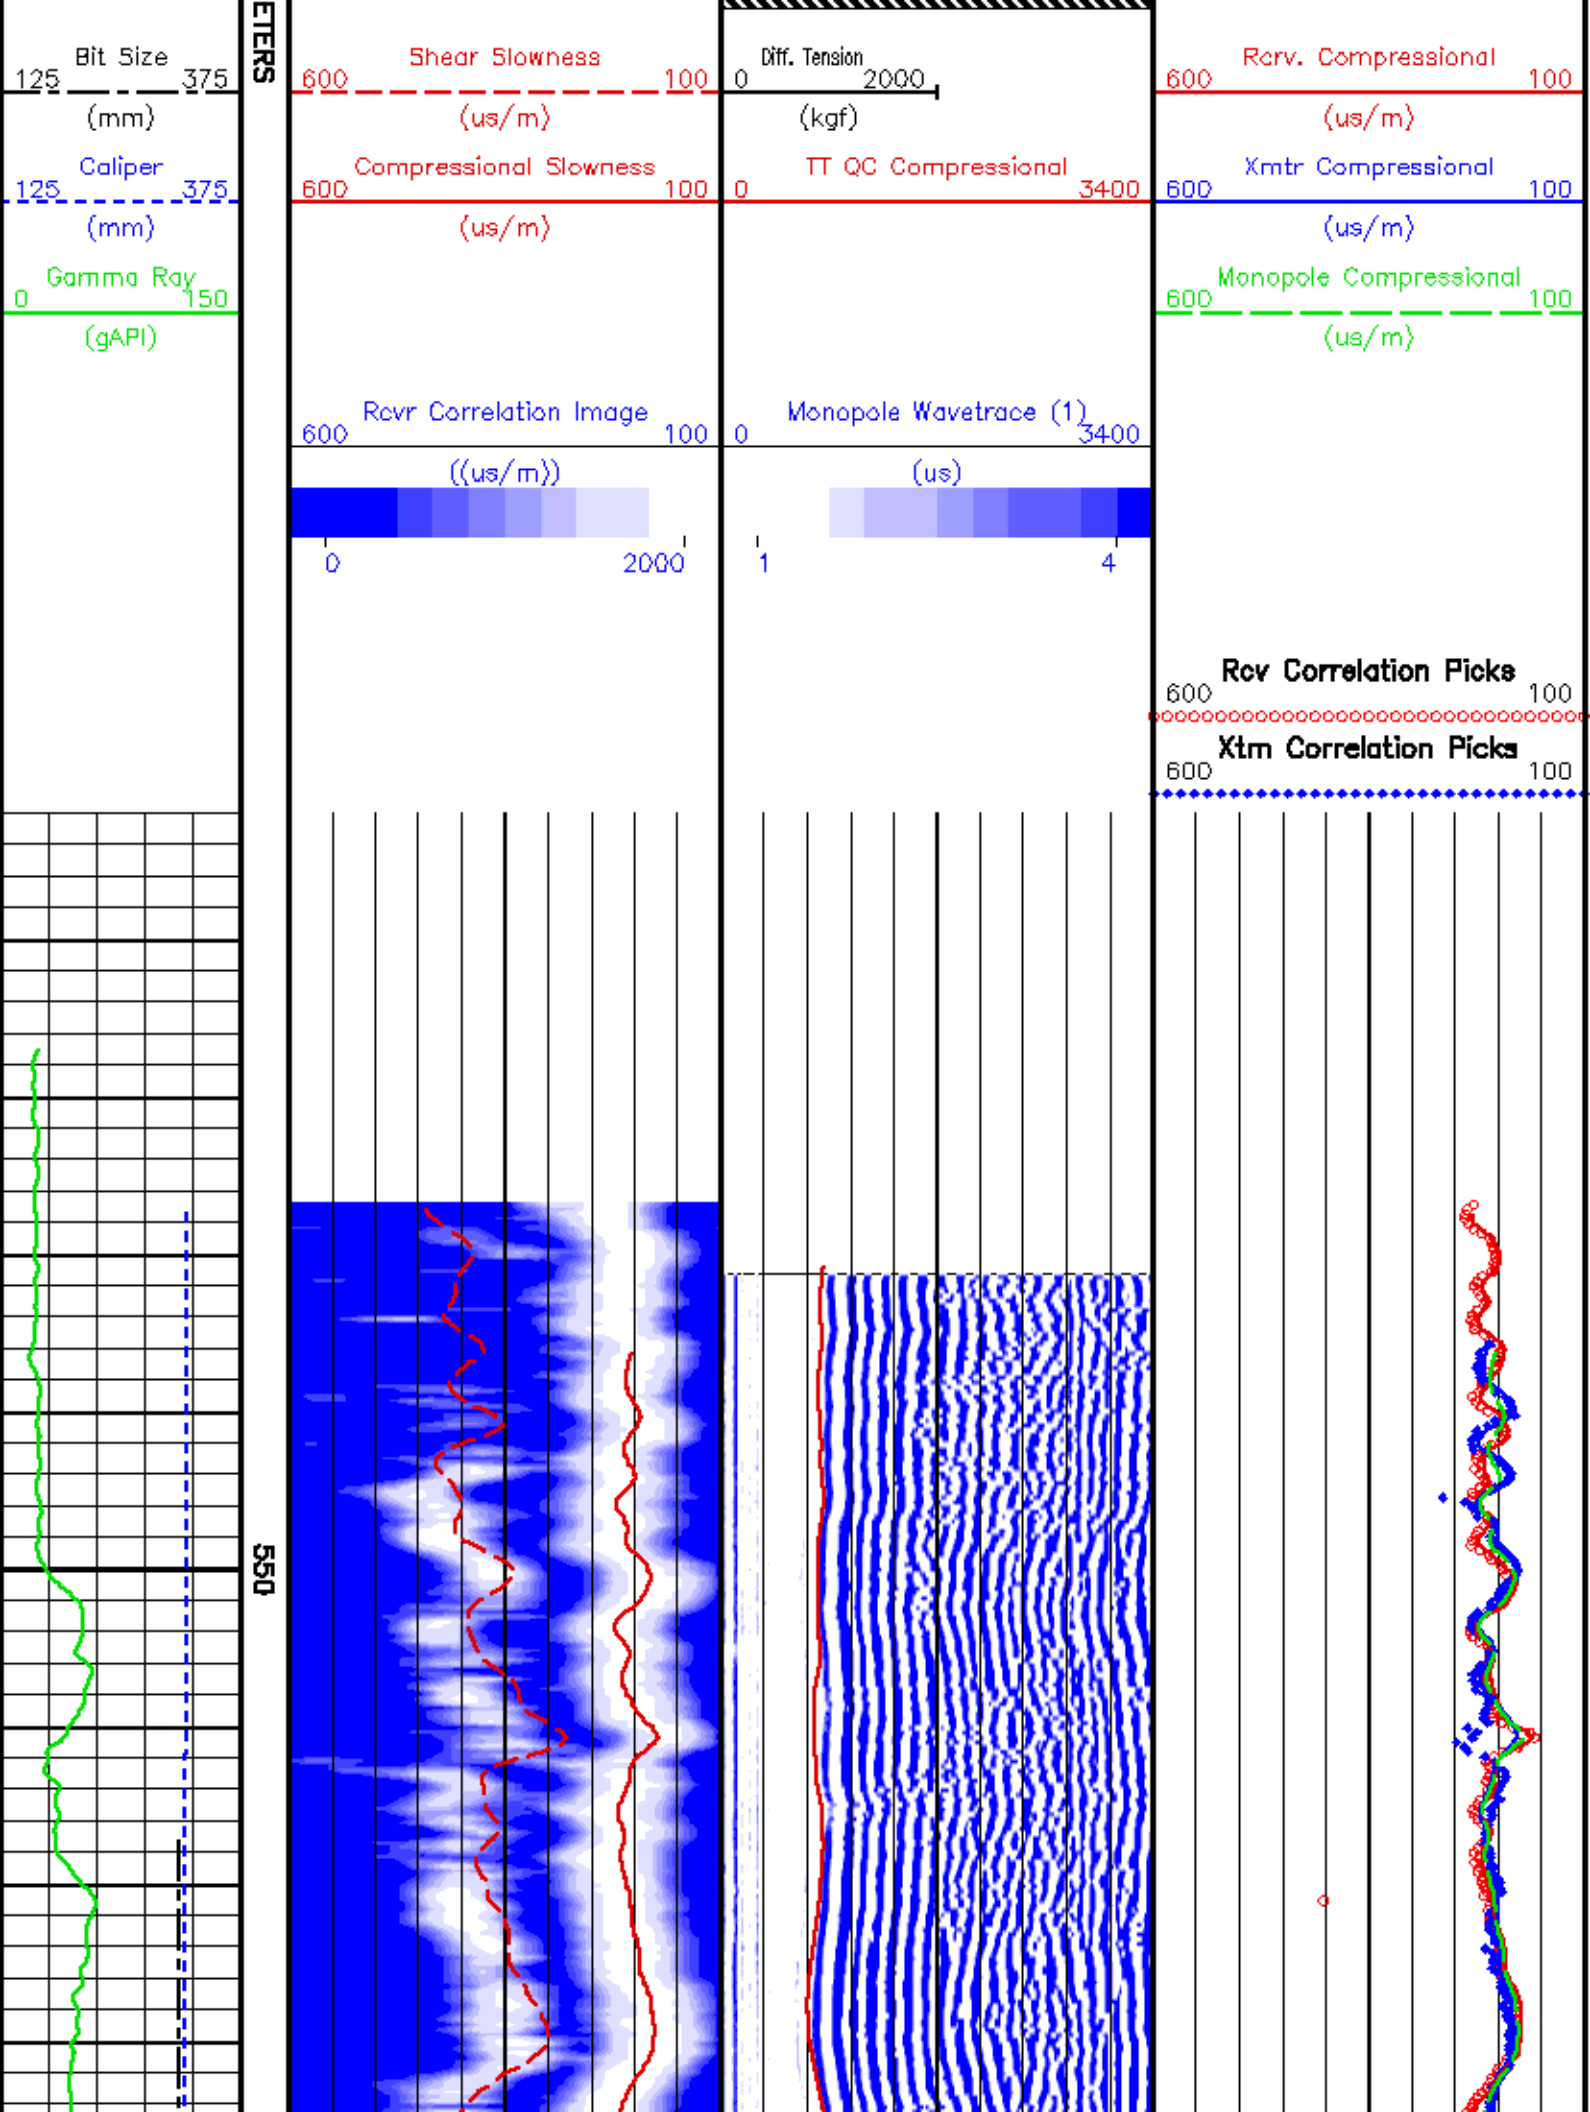 Bit Size
125 375
(mm)
Caliper
125 375
(mm)
Gamma Ray
0 150
(gAPI)
ETERS
550
Shear Slowness
600 100
(us/m)
Compressional Slowness
600 100
(us/m)
Rcvr Correlation Image
600 100
((us/m))
0 2000
Diff. Tension
0 2000
(kgf)
TT QC Compressional
0 3400
Monopole Wavetrace (1)
0 3400
(us)
1 4
Rcrv. Compressional
600 100
(us/m)
Xmtr Compressional
600 100
(us/m)
Monopole Compressional
600 100
(us/m)
Rcv Correlation Picks
600 100
Xtm Correlation Picks
600 100